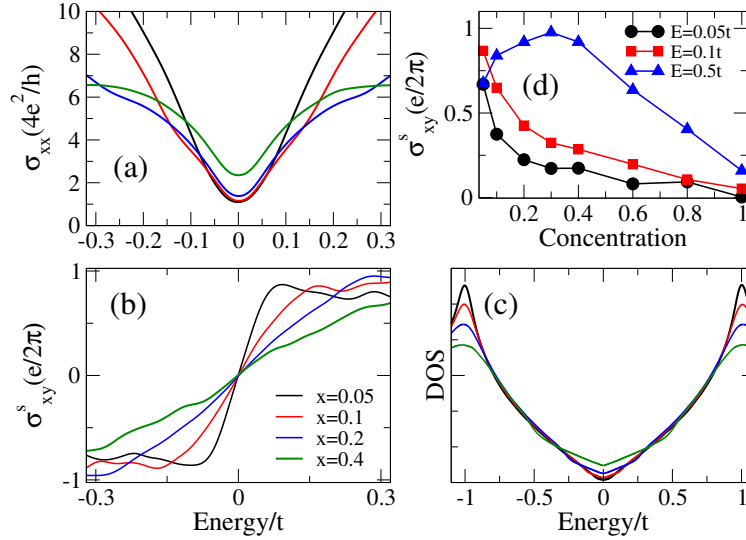 10
8
6
4
2
0
σxx(4e²/h)
(a)
-0.3 -0.2 -0.1 0 0.1 0.2 0.3
1
0.5
0
σˢxy(e/2π)
E=0.05t
E=0.1t
E=0.5t
(d)
0.2 0.4 0.6 0.8 1
Concentration
1
0
-1
σˢxy(e/2π)
(b)
x=0.05
x=0.1
x=0.2
x=0.4
-0.3 0 0.3
Energy/t
DOS
(c)
-1 -0.5 0 0.5 1
Energy/t